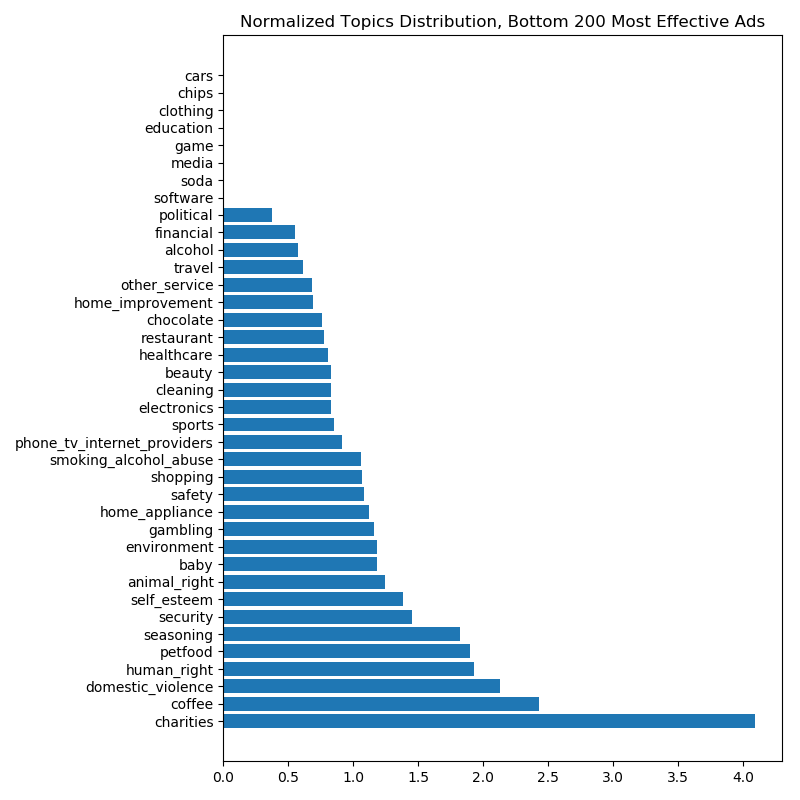 Normalized Topics Distribution, Bottom 200 Most Effective Ads
cars
chips
clothing
education
game
media
soda
software
political
financial
alcohol
travel
other_service
home_improvement
chocolate
restaurant
healthcare
beauty
cleaning
electronics
sports
phone_tv_internet_providers
smoking_alcohol_abuse
shopping
safety
home_appliance
gambling
environment
baby
animal_right
self_esteem
security
seasoning
petfood
human_right
domestic_violence
coffee
charities
0.0 0.5 1.0 1.5 2.0 2.5 3.0 3.5 4.0